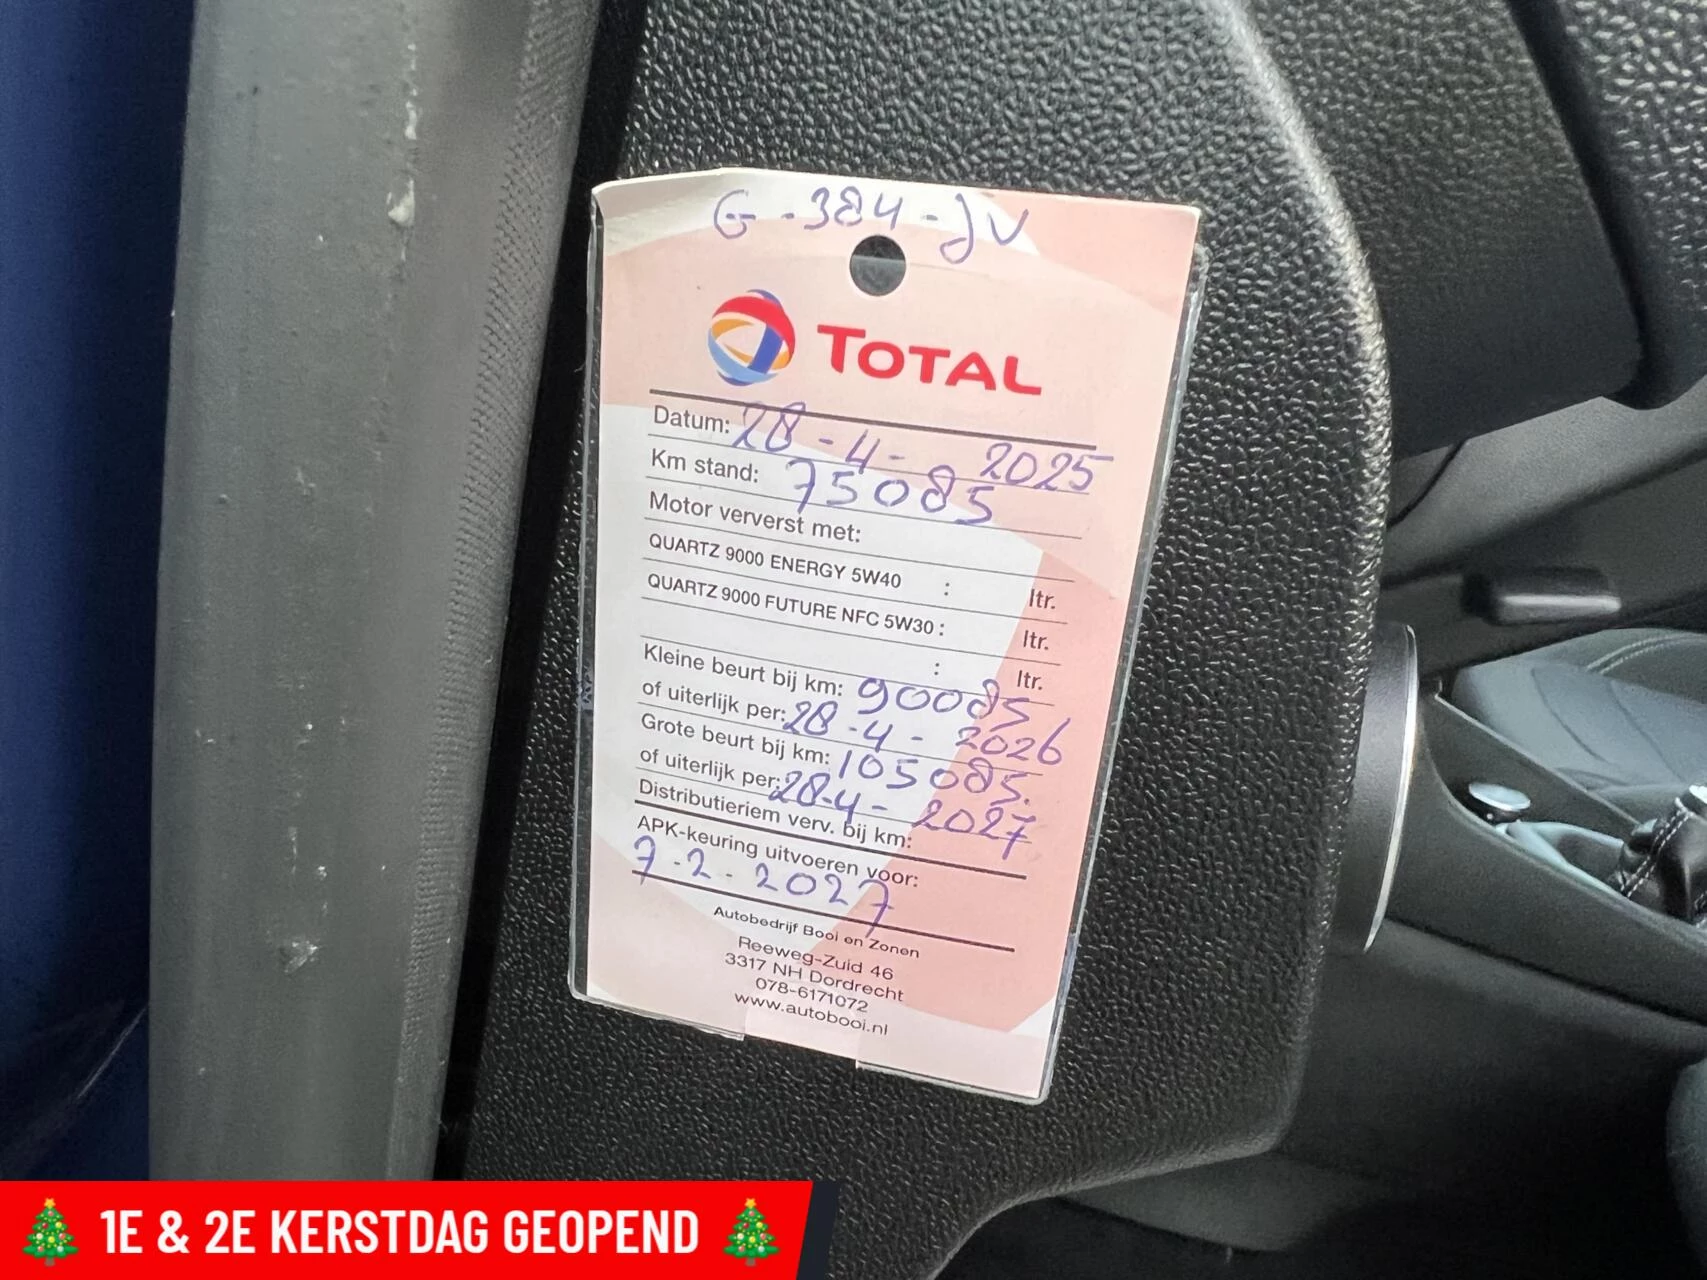 G-384-JV
TOTAL
Datum: 28-4-2025
Km stand: 75085
Motor ververst met:
QUARTZ 9000 ENERGY 5W40 : ltr.
QUARTZ 9000 FUTURE NFC 5W30 : ltr.
: ltr.
Kleine beurt bij km: 90085
of uiterlijk per: 28-4-2026
Grote beurt bij km: 105085.
of uiterlijk per: 28-4-2027
Distributieriem verv. bij km:
APK-keuring uitvoeren voor:
7-2-2027
Autobedrijf Booi en Zonen
Reeweg-Zuid 46
3317 NH Dordrecht
078-6171072
www.autobooi.nl
1E & 2E KERSTDAG GEOPEND